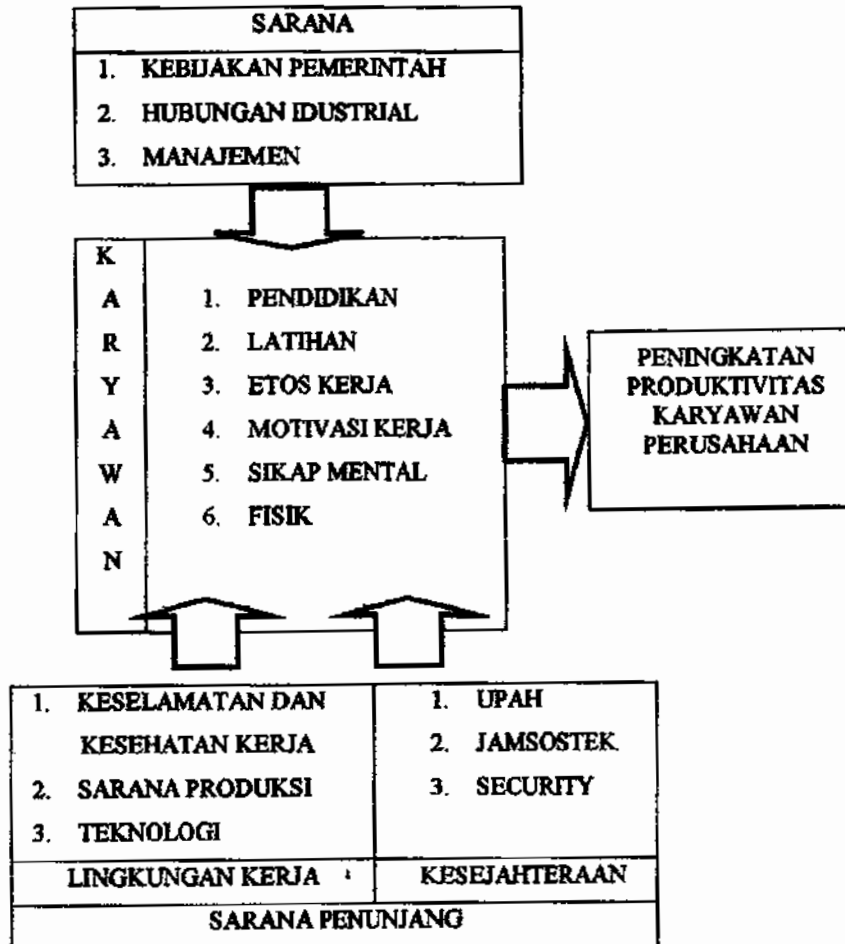 SARANA
1. KEBIJAKAN PEMERINTAH
2. HUBUNGAN IDUSTRIAL
3. MANAJEMEN
K
A
R
Y
A
W
A
N
1. PENDIDIKAN
2. LATIHAN
3. ETOS KERJA
4. MOTIVASI KERJA
5. SIKAP MENTAL
6. FISIK
PENINGKATAN
PRODUKTIVITAS
KARYAWAN
PERUSAHAAN
1. KESELAMATAN DAN
KESEHATAN KERJA
2. SARANA PRODUKSI
3. TEKNOLOGI
LINGKUNGAN KERJA
1. UPAH
2. JAMSOSTEK
3. SECURITY
KESEJAHTERAAN
SARANA PENUNJANG